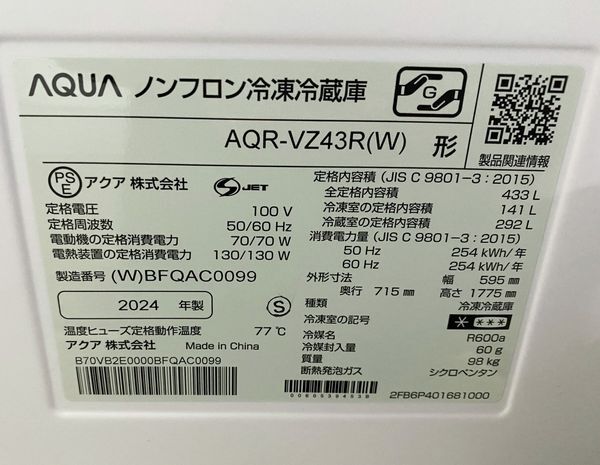 AQUA ノンフロン冷凍冷蔵庫
G
AQR-VZ43R(W) 形
製品関連情報
PS E アクア 株式会社 S JET
定格電圧 100 V
定格周波数 50/60 Hz
電動機の定格消費電力 70/70 W
電熱装置の定格消費電力 130/130 W
製造番号 (W)BFQAC0099
2024 年製 S
温度ヒューズ定格動作温度 77℃
アクア 株式会社 Made in China
B70VB2E0000BFQAC0099
定格内容積 (JIS C 9801-3:2015)
全定格内容積 433 L
冷凍室の定格内容積 141 L
冷蔵室の定格内容積 292 L
消費電力量 (JIS C 9801-3:2015)
50 Hz 254 kWh/年
60 Hz 254 kWh/年
外形寸法 幅 595 mm
奥行 715 mm 高さ 1775 mm
種類 冷凍冷蔵庫
冷凍室の記号 * ***
冷媒名 R600a
冷媒封入量 60 g
質量 98 kg
断熱発泡ガス シクロペンタン
2FB6P401681000